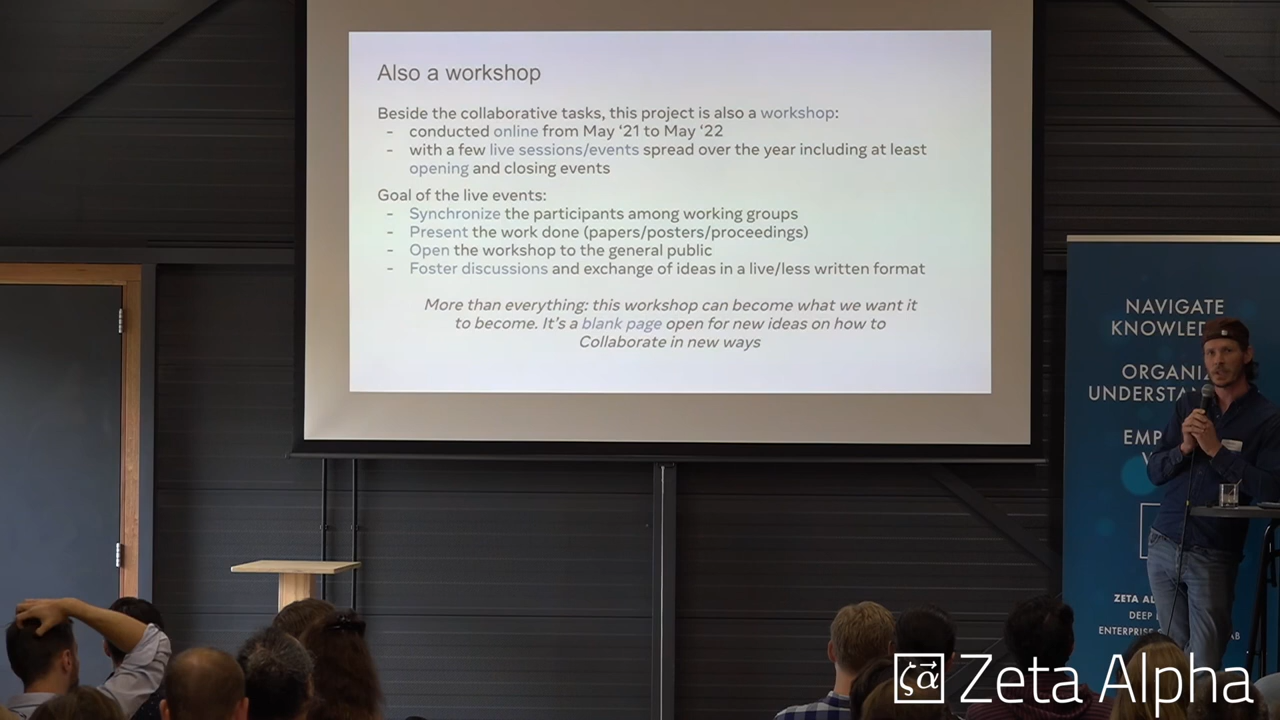 Also a workshop
Beside the collaborative tasks, this project is also a workshop:
- conducted online from May ‘21 to May ‘22
- with a few live sessions/events spread over the year including at least
opening and closing events
Goal of the live events:
- Synchronize the participants among working groups
- Present the work done (papers/posters/proceedings)
- Open the workshop to the general public
- Foster discussions and exchange of ideas in a live/less written format
More than everything: this workshop can become what we want it
to become. It’s a blank page open for new ideas on how to
Collaborate in new ways
NAVIGATE
ZETA
DEEP
ζα Zeta Alpha